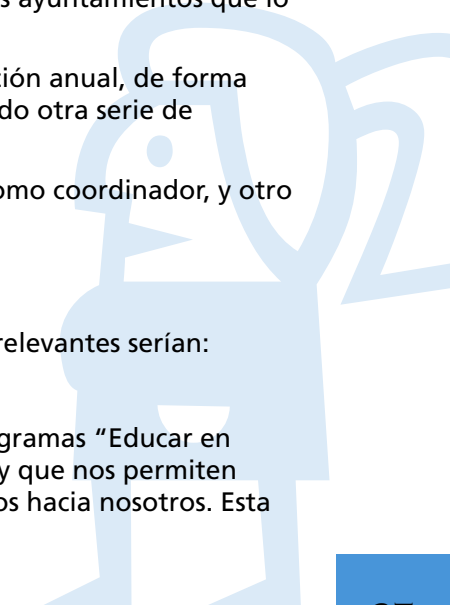 s ayuntamientos que lo
ción anual, de forma
do otra serie de
omo coordinador, y otro
relevantes serían:
gramas “Educar en
y que nos permiten
os hacia nosotros. Esta